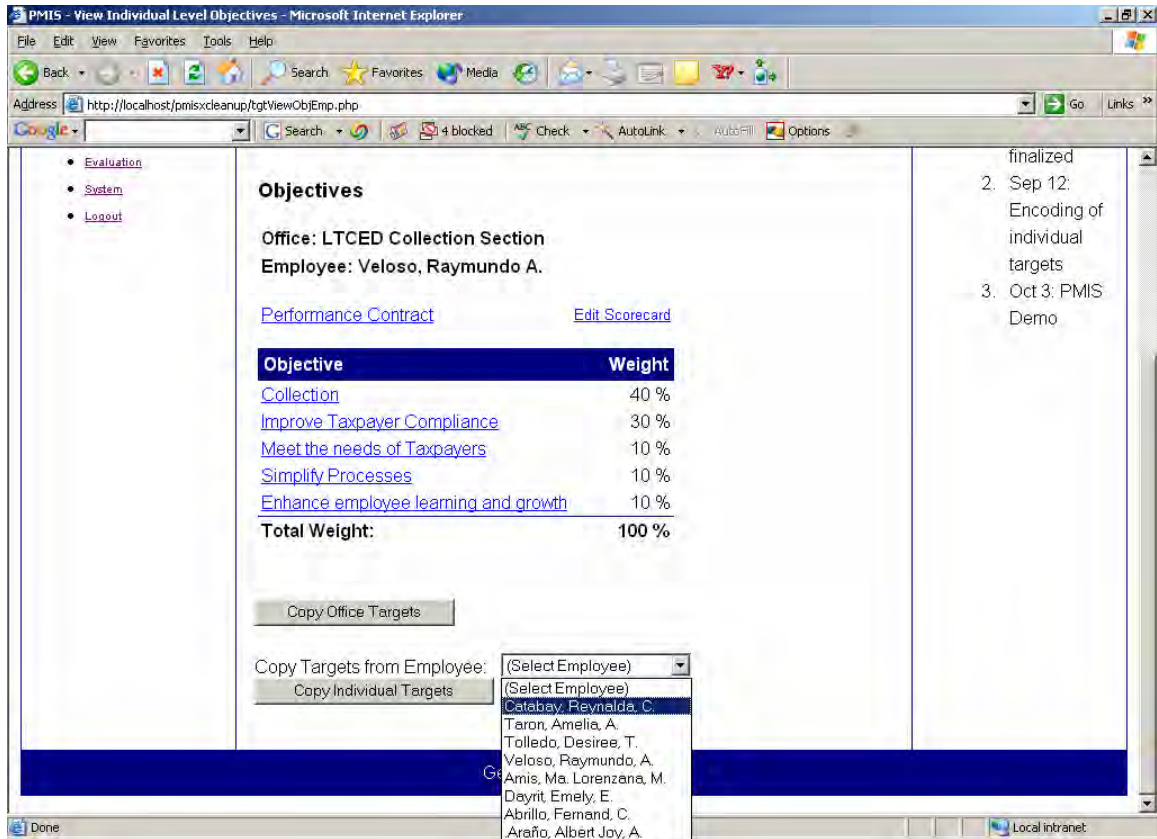 PMIS - View Individual Level Objectives - Microsoft Internet Explorer
File Edit View Favorites Tools Help
Back Search Favorites Media
Address http://localhost/pmisxcleanup/tgtViewObjEmp.php Go Links »
Google Search 4 blocked Check AutoLink AutoFill Options
Evaluation
System
Logout
Objectives
Office: LTCED Collection Section
Employee: Veloso, Raymundo A.
Performance Contract Edit Scorecard
Objective Weight
Collection 40 %
Improve Taxpayer Compliance 30 %
Meet the needs of Taxpayers 10 %
Simplify Processes 10 %
Enhance employee learning and growth 10 %
Total Weight: 100 %
Copy Office Targets
Copy Targets from Employee: (Select Employee)
Copy Individual Targets
(Select Employee)
Catabay, Reynalda, C.
Taron, Amelia, A.
Tolledo, Desiree, T.
Veloso, Raymundo, A.
Amis, Ma. Lorenzana, M.
Dayrit, Emely, E.
Abrillo, Fernand, C.
Araño, Albert Joy, A.
finalized
2. Sep 12:
Encoding of
individual
targets
3. Oct 3: PMIS
Demo
Done Local intranet